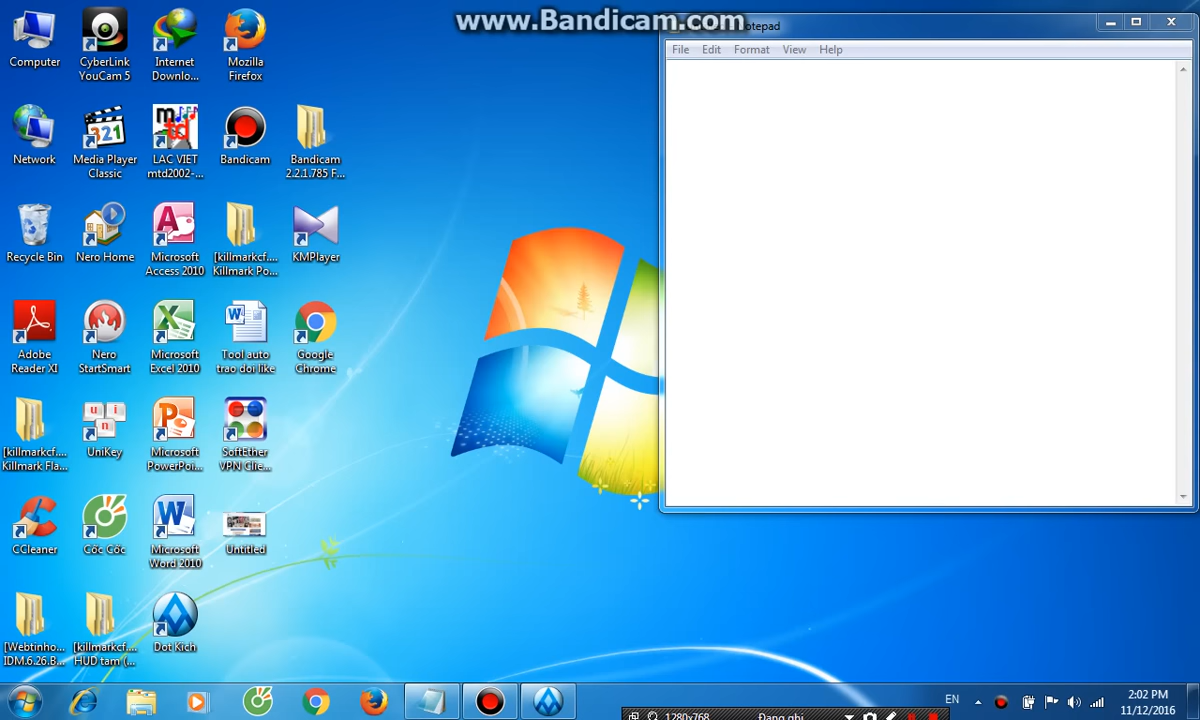 www.Bandicam.com
otepad
File Edit Format View Help
Computer
CyberLink
YouCam 5
Internet
Downlo...
Mozilla
Firefox
Network
Media Player
Classic
LAC VIET
mtd2002-...
Bandicam
Bandicam
2.2.1.785 F...
Recycle Bin
Nero Home
Microsoft
Access 2010
[killmarkcf....
Killmark Po...
KMPlayer
Adobe
Reader XI
Nero
StartSmart
Microsoft
Excel 2010
Tool auto
trao doi like
Google
Chrome
[killmarkcf....
Killmark Fla...
UniKey
Microsoft
PowerPoi...
SoftEther
VPN Clie...
CCleaner
Cốc Cốc
Microsoft
Word 2010
Untitled
[Webtinho...
IDM.6.26.B...
[killmarkcf....
HUD tam (...
Dot Kich
EN
2:02 PM
11/12/2016
1280x768
Đang ghi